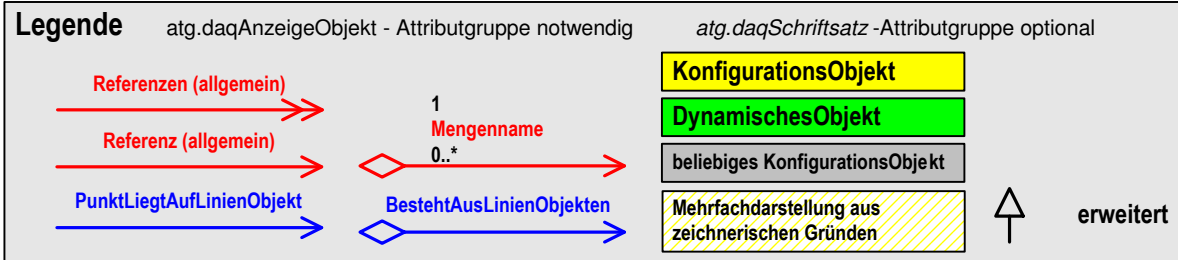 Legende atg.daqAnzeigeObjekt - Attributgruppe notwendig atg.daqSchriftsatz -Attributgruppe optional
Referenzen (allgemein)
KonfigurationsObjekt
1
Mengenname
0..*
DynamischesObjekt
Referenz (allgemein)
beliebiges KonfigurationsObjekt
PunktLiegtAufLinienObjekt
BestehtAusLinienObjekten
Mehrfachdarstellung aus
zeichnerischen Gründen
erweitert